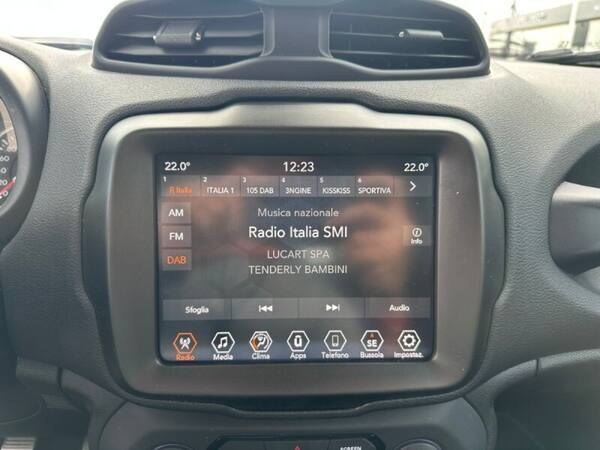 22.0° 12:23 22.0°
1 2 3 4 5 6
R Italia ITALIA 1 105 DAB 3NGINE KISSKISS SPORTIVA
AM
Musica nazionale
FM
Radio Italia SMI
Info
DAB
LUCART SPA
TENDERLY BAMBINI
Sfoglia Audio
SE
Radio Media Clima Apps Telefono Bussola Impostaz.
SCREEN